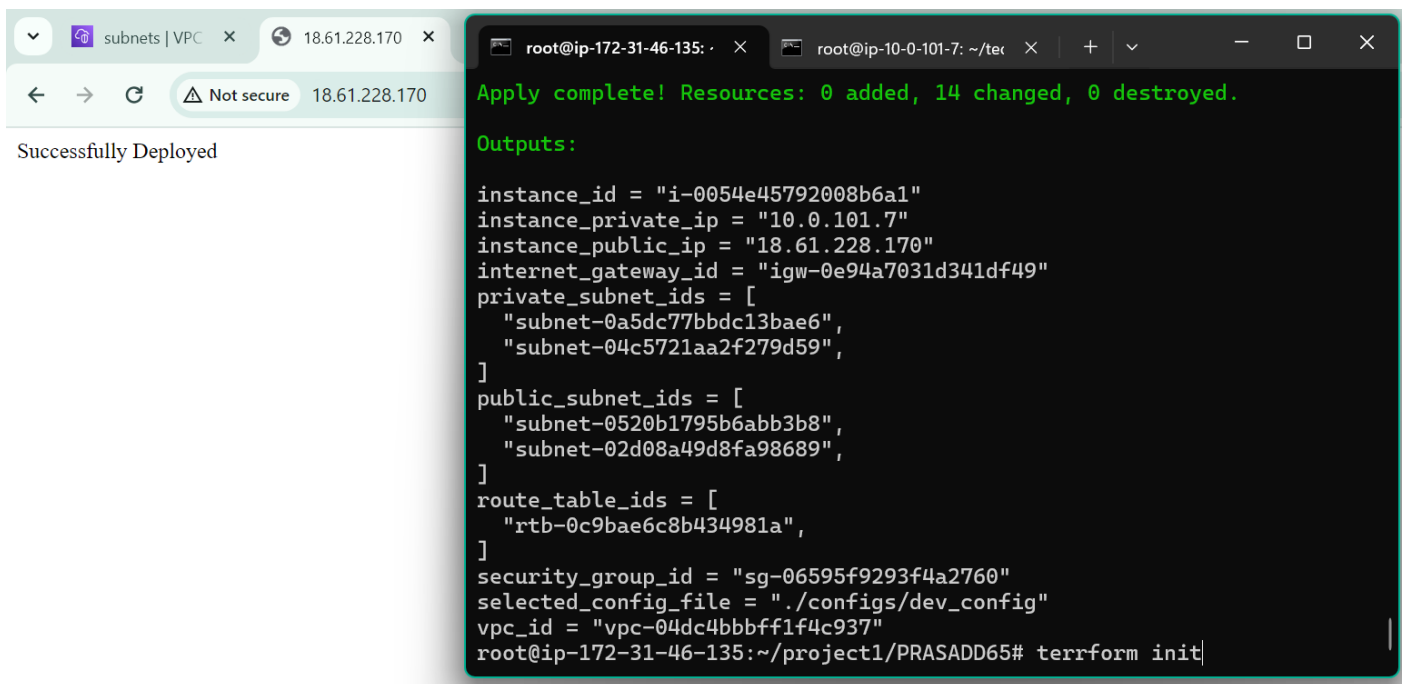 subnets | VPC
18.61.228.170
Not secure
18.61.228.170
Successfully Deployed
root@ip-172-31-46-135: ~
root@ip-10-0-101-7: ~/tec
Apply complete! Resources: 0 added, 14 changed, 0 destroyed.
Outputs:
instance_id = "i-0054e45792008b6a1"
instance_private_ip = "10.0.101.7"
instance_public_ip = "18.61.228.170"
internet_gateway_id = "igw-0e94a7031d341df49"
private_subnet_ids = [
"subnet-0a5dc77bbdc13bae6",
"subnet-04c5721aa2f279d59",
]
public_subnet_ids = [
"subnet-0520b1795b6abb3b8",
"subnet-02d08a49d8fa98689",
]
route_table_ids = [
"rtb-0c9bae6c8b434981a",
]
security_group_id = "sg-06595f9293f4a2760"
selected_config_file = "./configs/dev_config"
vpc_id = "vpc-04dc4bbbff1f4c937"
root@ip-172-31-46-135:~/project1/PRASADD65# terrform init